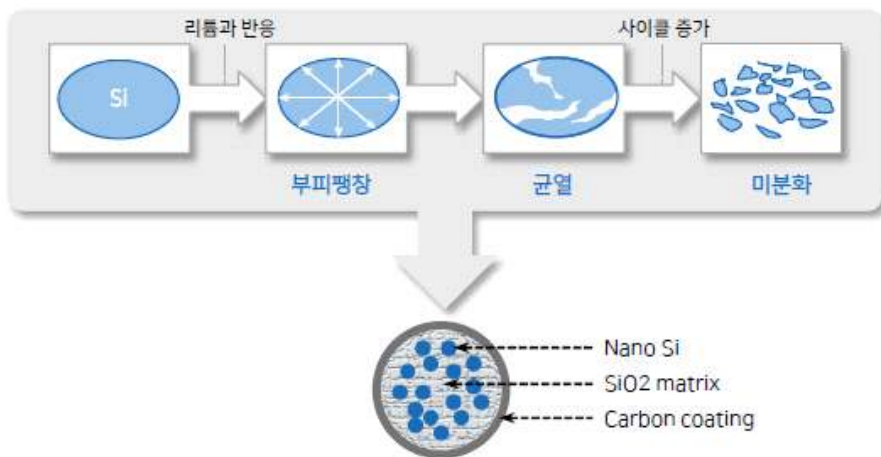 리튬과 반응
사이클 증가
Si
부피팽창
균열
미분화
Nano Si
SiO2 matrix
Carbon coating